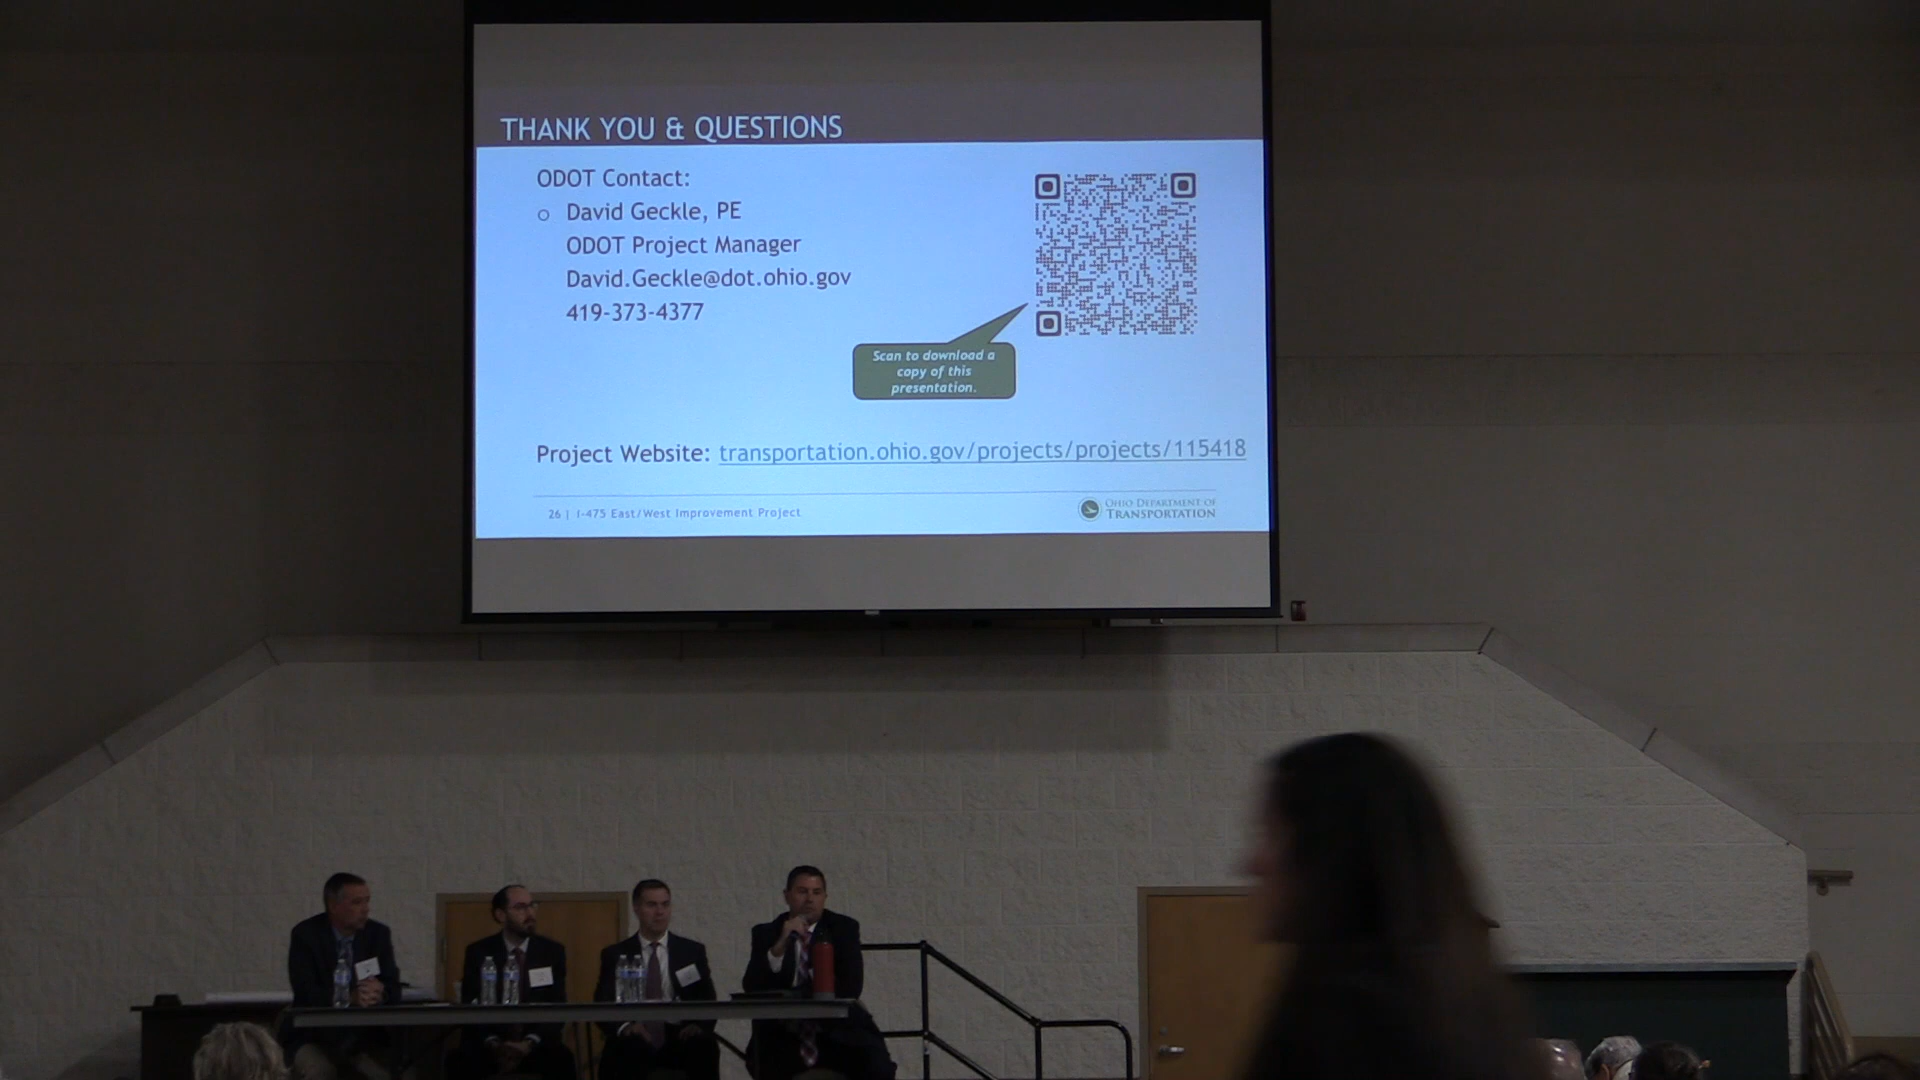 THANK YOU & QUESTIONS
ODOT Contact:
○ David Geckle, PE
ODOT Project Manager
David.Geckle@dot.ohio.gov
419-373-4377
Scan to download a
copy of this
presentation.
Project Website: transportation.ohio.gov/projects/projects/115418
26 | I-475 East/West Improvement Project
OHIO DEPARTMENT OF
TRANSPORTATION